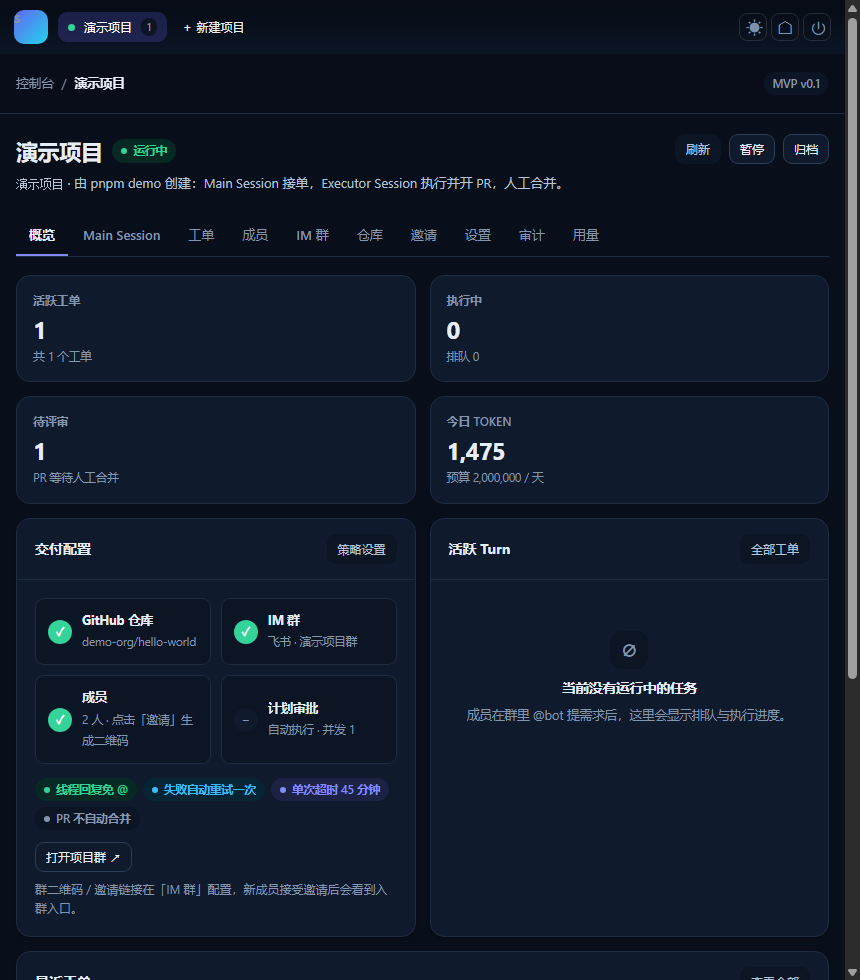 演示项目 1 + 新建项目
控制台 / 演示项目 MVP v0.1
演示项目 运行中 刷新 暂停 归档
演示项目 · 由 pnpm demo 创建：Main Session 接单，Executor Session 执行并开 PR，人工合并。
概览 Main Session 工单 成员 IM 群 仓库 邀请 设置 审计 用量
活跃工单
1
共 1 个工单
执行中
0
排队 0
待评审
1
PR 等待人工合并
今日 TOKEN
1,475
预算 2,000,000 / 天
交付配置 策略设置
GitHub 仓库
demo-org/hello-world
IM 群
飞书 · 演示项目群
成员
2 人 · 点击「邀请」生
成二维码
计划审批
自动执行 · 并发 1
线程回复免 @ 失败自动重试一次 单次超时 45 分钟
PR 不自动合并
打开项目群 ↗
群二维码 / 邀请链接在「IM 群」配置，新成员接受邀请后会看到入
群入口。
活跃 Turn 全部工单
当前没有运行中的任务
成员在群里 @bot 提需求后，这里会显示排队与执行进度。